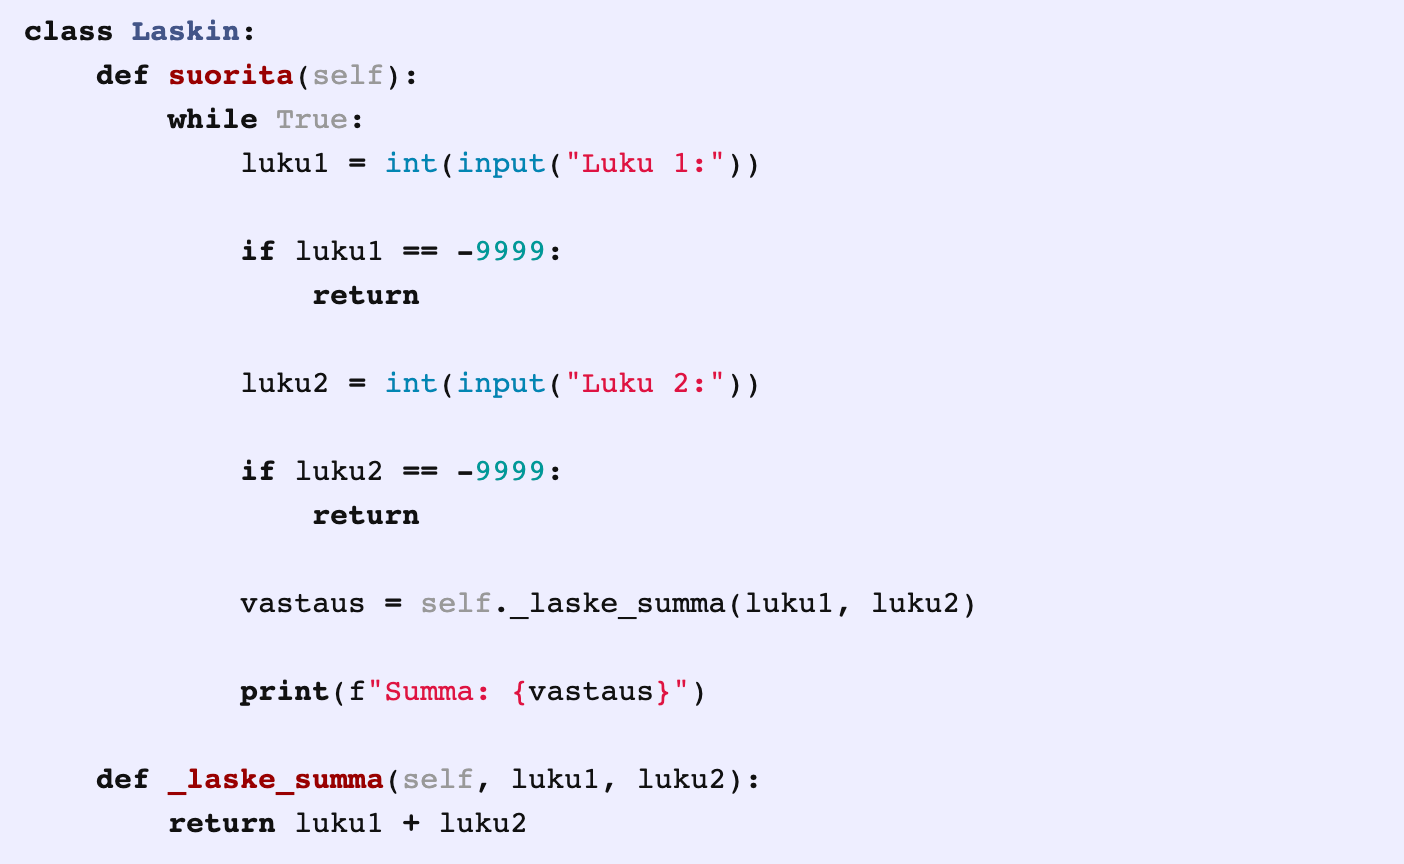 class Laskin:
    def suorita(self):
        while True:
            luku1 = int(input("Luku 1:"))

            if luku1 == -9999:
                return

            luku2 = int(input("Luku 2:"))

            if luku2 == -9999:
                return

            vastaus = self._laske_summa(luku1, luku2)

            print(f"Summa: {vastaus}")

    def _laske_summa(self, luku1, luku2):
        return luku1 + luku2